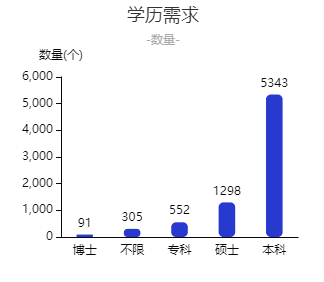 学历需求
-数量-
数量(个)
6,000
5,000
4,000
3,000
2,000
1,000
0
91
305
552
1298
5343
博士
不限
专科
硕士
本科